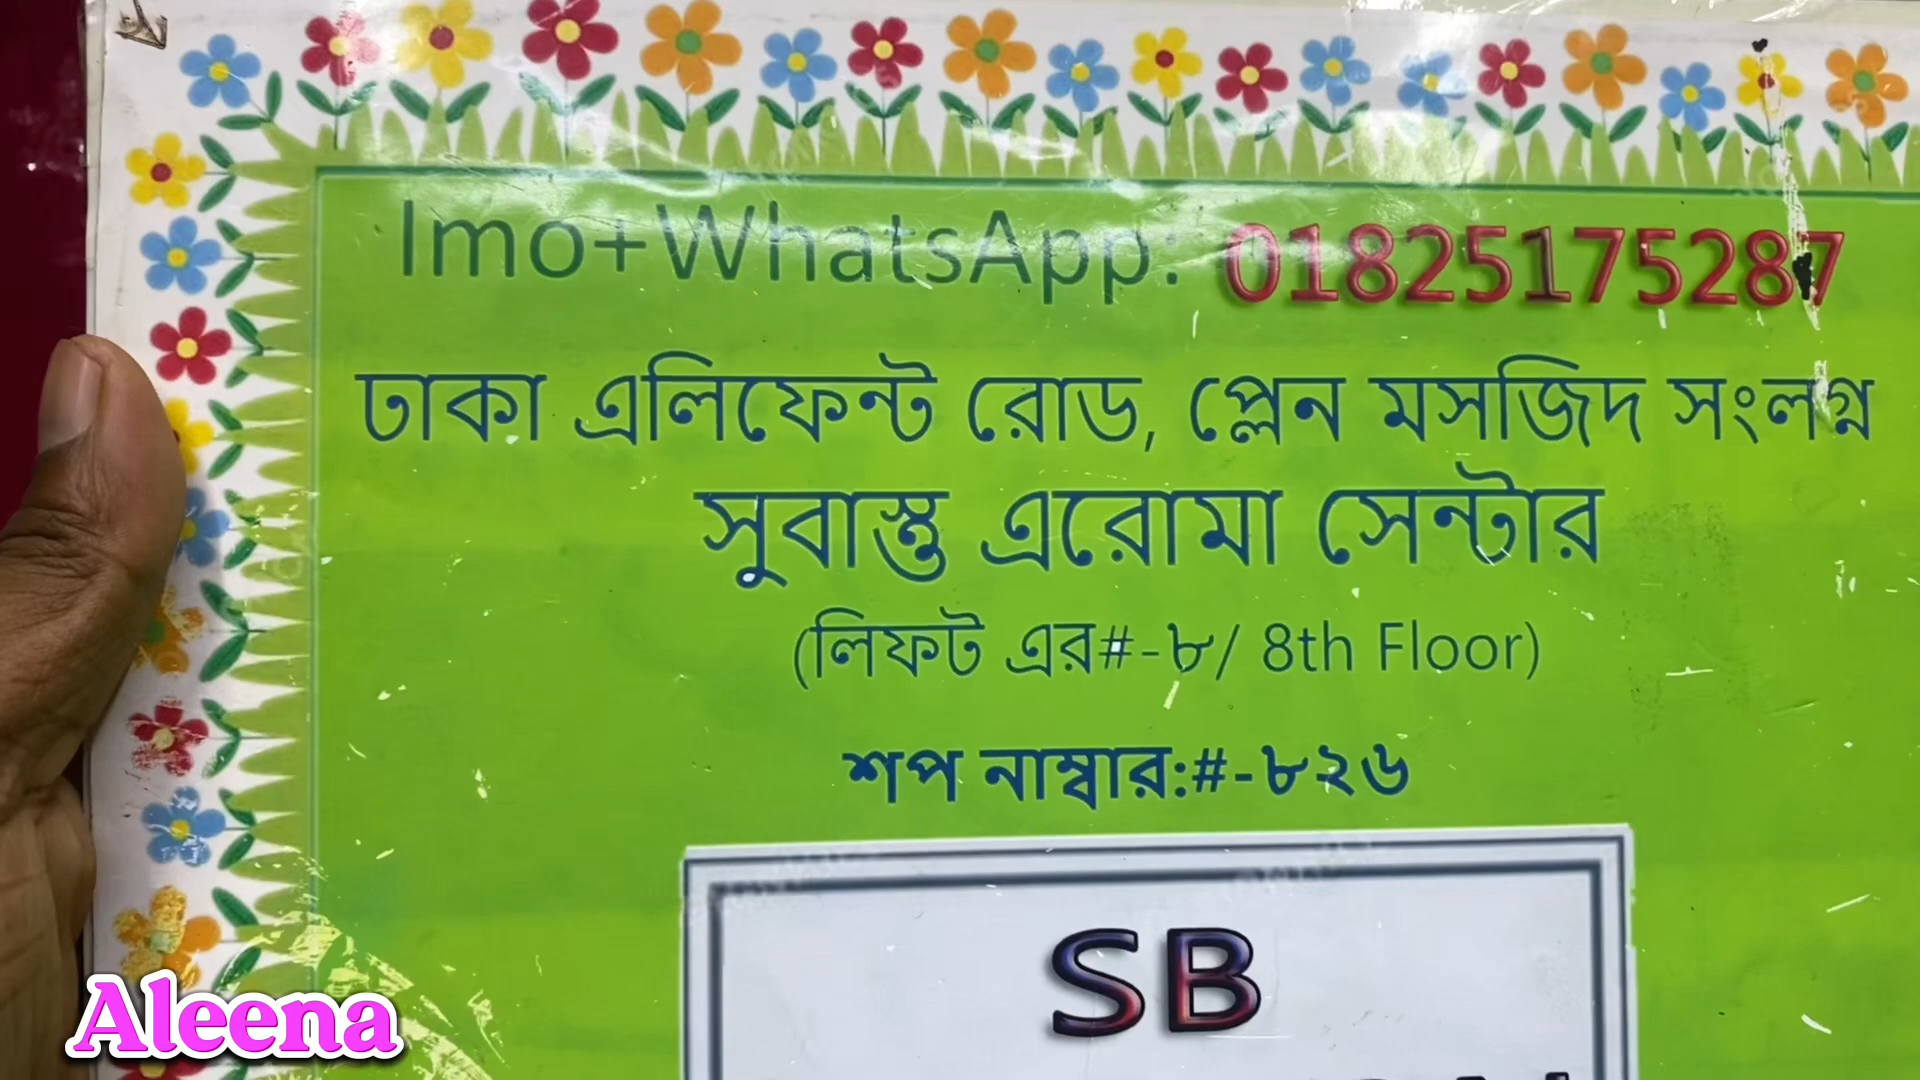 Imo+WhatsApp: 01825175287
ঢাকা এলিফেন্ট রোড, প্লেন মসজিদ সংলগ্ন
সুবাস্তু এরোমা সেন্টার
(লিফট এর#-৮/ 8th Floor)
শপ নাম্বার:#-৮২৬
SB
Aleena